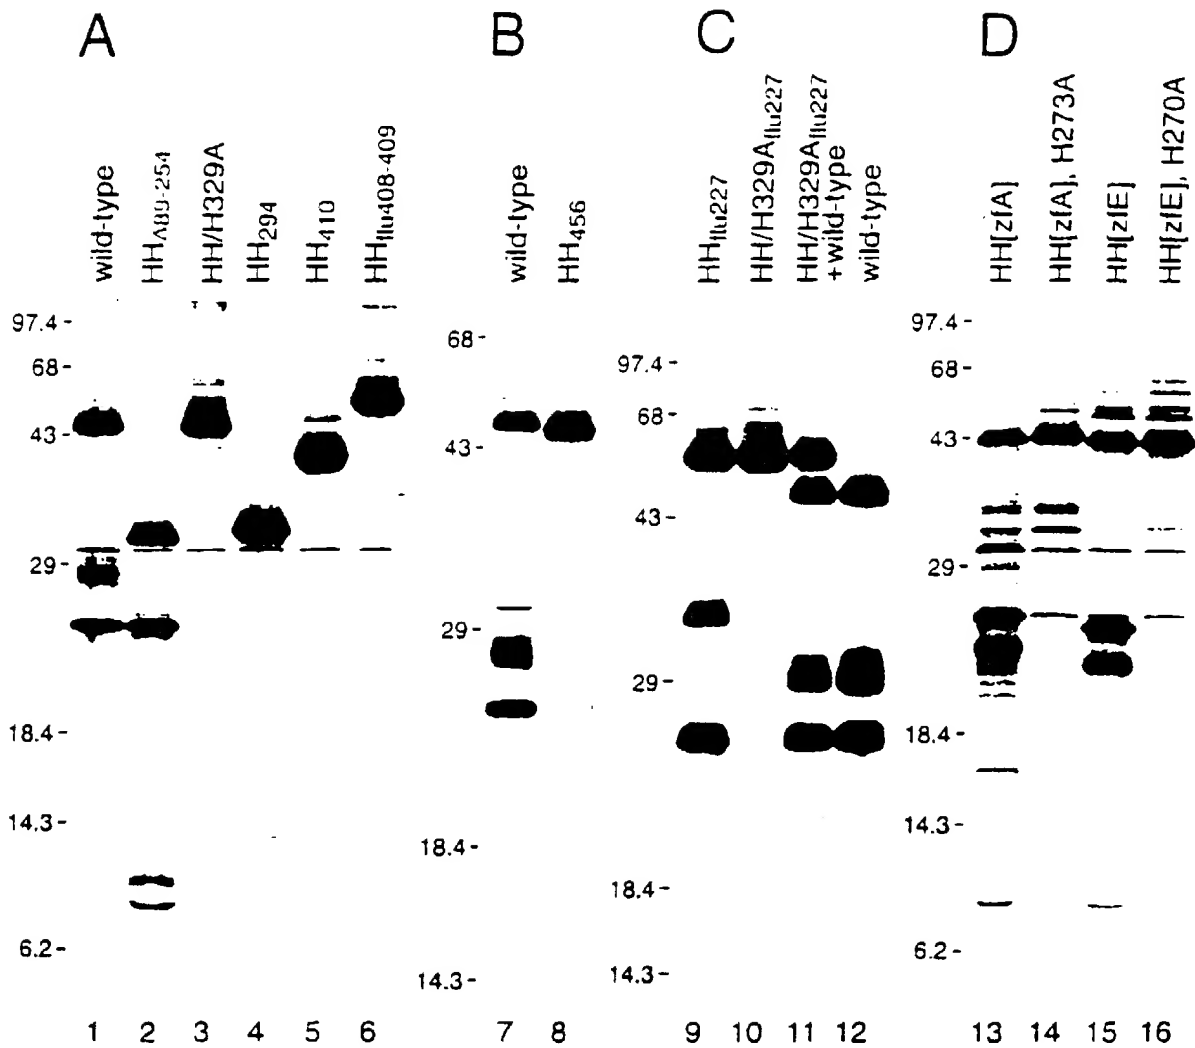 A
B
C
D
wild-type
HHΔ89-254
HH/H329A
HH294
HH410
HHflu408-409
wild-type
HH456
HHflu227
HH/H329Aflu227
HH/H329Aflu227
+wild-type
wild-type
HH[zfA]
HH[zfA], H273A
HH[zfE]
HH[zfE], H270A
97.4 -
68 -
43 -
29 -
18.4 -
14.3 -
6.2 -
68 -
43 -
29 -
18.4 -
14.3 -
97.4 -
68 -
43 -
29 -
18.4 -
14.3 -
97.4 -
68 -
43 -
29 -
18.4 -
14.3 -
6.2 -
1 2 3 4 5 6 7 8 9 10 11 12 13 14 15 16